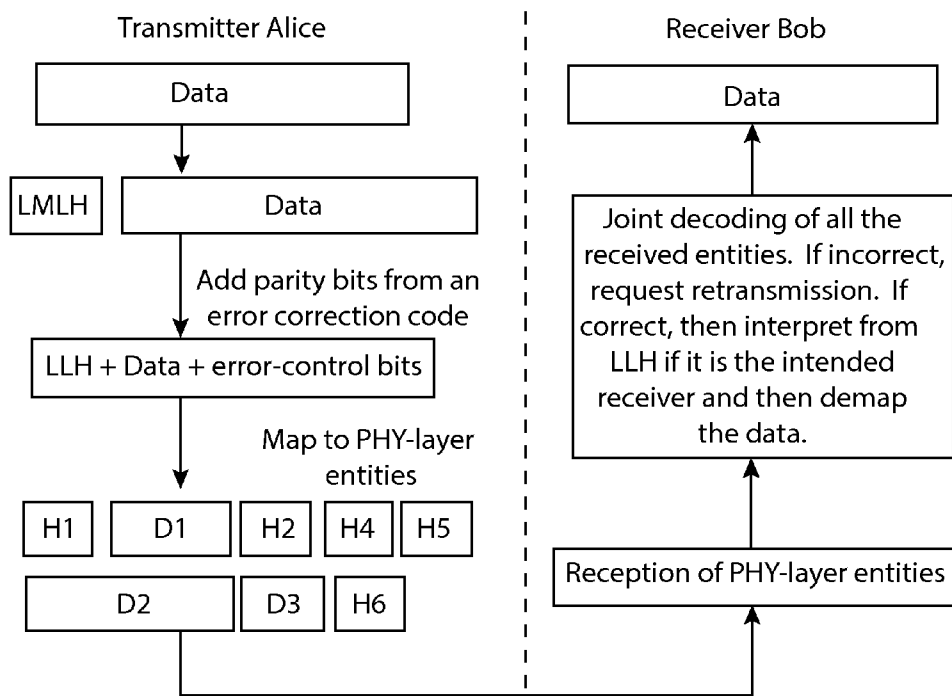 Transmitter Alice
Data
LMLH
Data
Add parity bits from an
error correction code
LLH + Data + error-control bits
Map to PHY-layer
entities
H1
D1
H2
H4
H5
D2
D3
H6
Receiver Bob
Data
Joint decoding of all the
received entities. If incorrect,
request retransmission. If
correct, then interpret from
LLH if it is the intended
receiver and then demap
the data.
Reception of PHY-layer entities